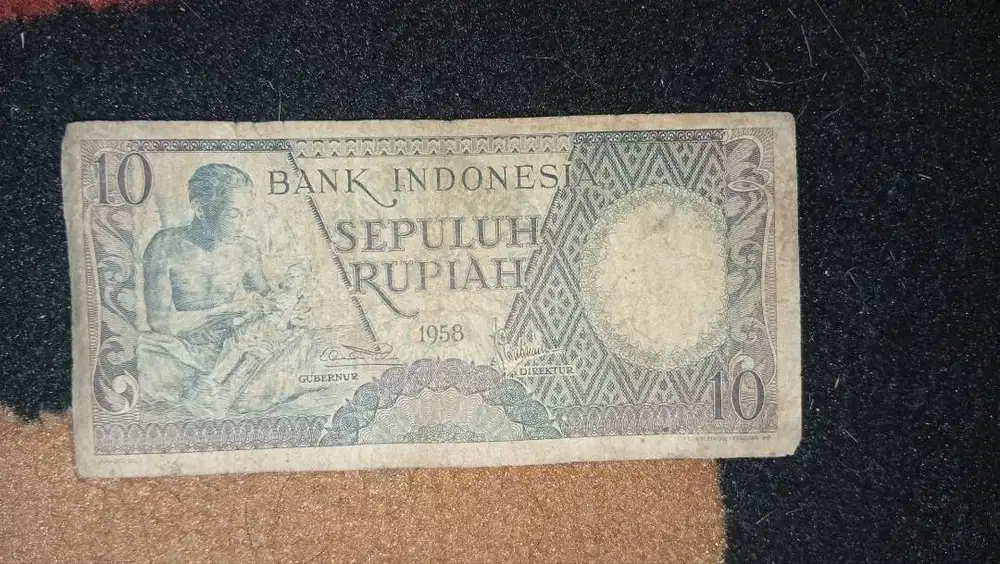 10
BANK INDONESIA
SEPULUH
RUPIAH
1958
GUBERNUR
DIREKTUR
10